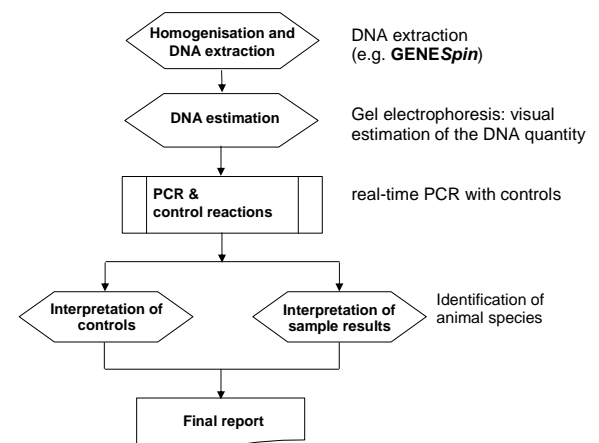 Homogenisation and
DNA extraction
DNA extraction
(e.g. GENESpin)
DNA estimation
Gel electrophoresis: visual
estimation of the DNA quantity
PCR &
control reactions
real-time PCR with controls
Interpretation of
controls
Interpretation of
sample results
Identification of
animal species
Final report